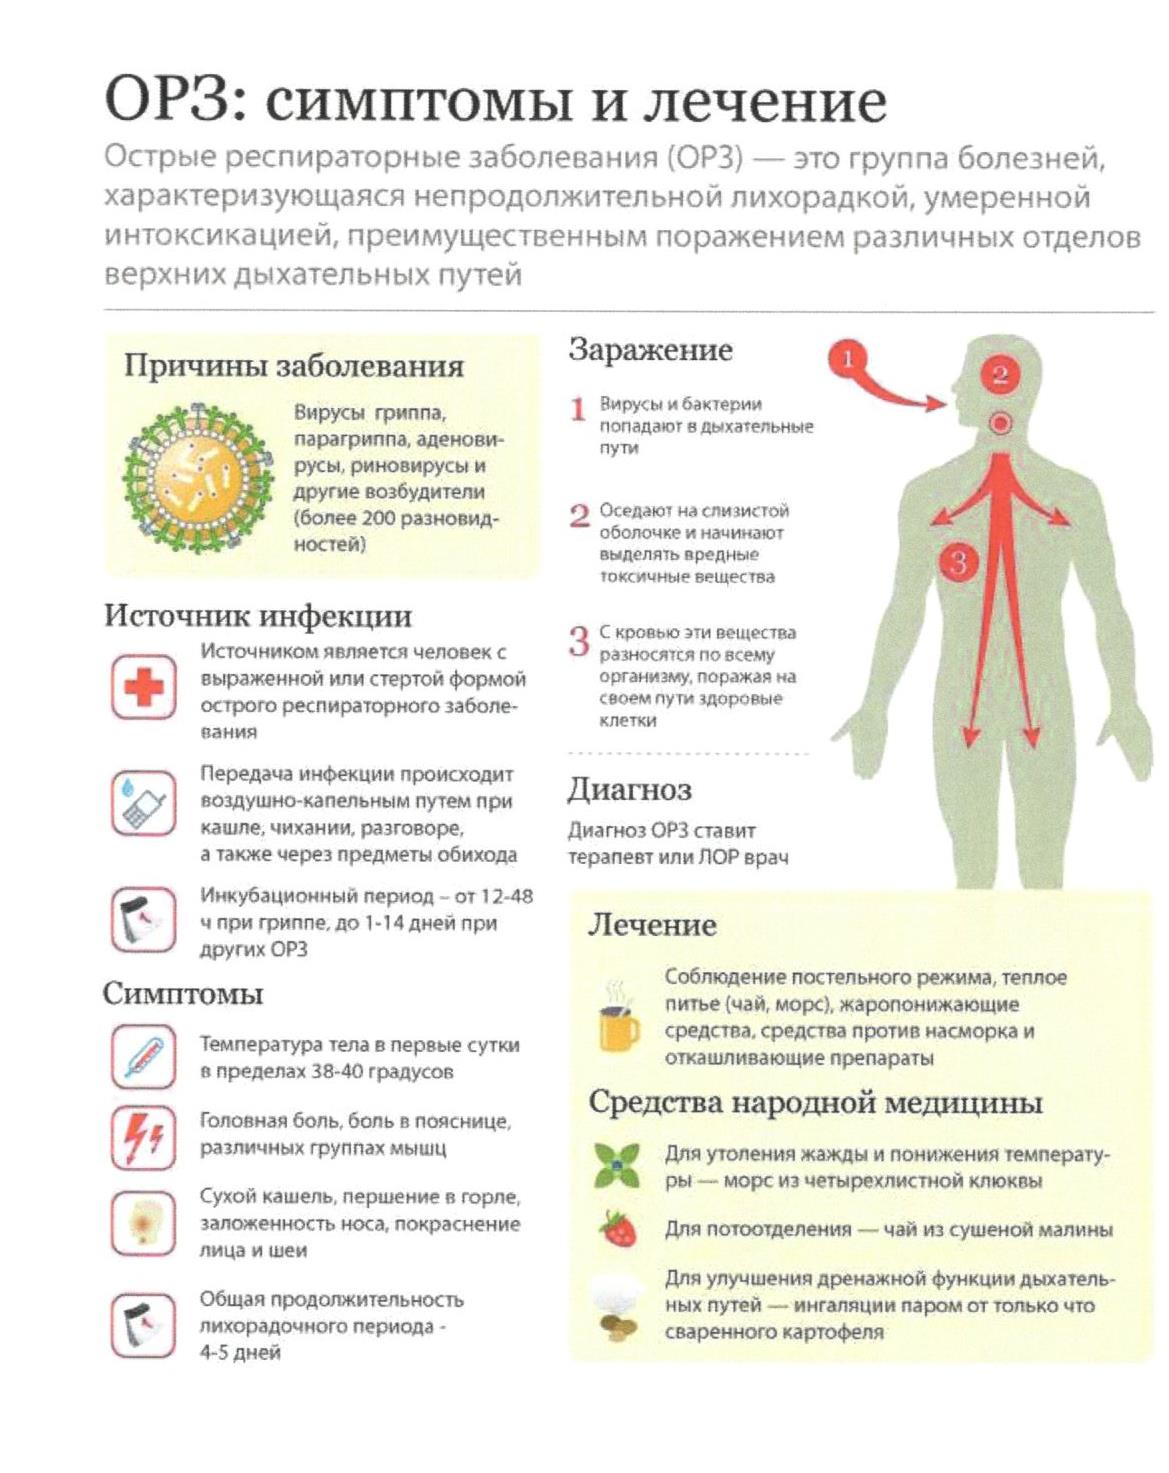 ОРЗ: симптомы и лечение
Острые респираторные заболевания (ОРЗ) — это группа болезней,
характеризующаяся непродолжительной лихорадкой, умеренной
интоксикацией, преимущественным поражением различных отделов
верхних дыхательных путей
Причины заболевания
Вирусы гриппа,
парагриппа, аденови-
русы, риновирусы и
другие возбудители
(более 200 разновид-
ностей)
Источник инфекции
Источником является человек с
выраженной или стертой формой
острого респираторного заболе-
вания
Передача инфекции происходит
воздушно-капельным путем при
кашле, чихании, разговоре,
а также через предметы обихода
Инкубационный период – от 12-48
ч при гриппе, до 1-14 дней при
других ОРЗ
Симптомы
Температура тела в первые сутки
в пределах 38-40 градусов
Головная боль, боль в пояснице,
различных группах мышц
Сухой кашель, першение в горле,
заложенность носа, покраснение
лица и шеи
Общая продолжительность
лихорадочного периода -
4-5 дней
Заражение
1 Вирусы и бактерии
попадают в дыхательные
пути
2 Оседают на слизистой
оболочке и начинают
выделять вредные
токсичные вещества
3 С кровью эти вещества
разносятся по всему
организму, поражая на
своем пути здоровые
клетки
1
2
3
Диагноз
Диагноз ОРЗ ставит
терапевт или ЛОР врач
Лечение
Соблюдение постельного режима, теплое
питье (чай, морс), жаропонижающие
средства, средства против насморка и
откашливающие препараты
Средства народной медицины
Для утоления жажды и понижения температу-
ры — морс из четырехлистной клюквы
Для потоотделения — чай из сушеной малины
Для улучшения дренажной функции дыхатель-
ных путей — ингаляции паром от только что
сваренного картофеля